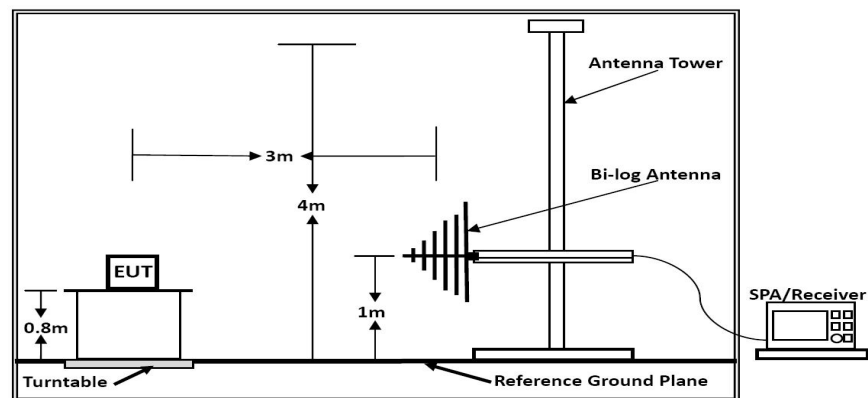 Antenna Tower
3m
Bi-log Antenna
4m
EUT
SPA/Receiver
0.8m
1m
Turntable
Reference Ground Plane